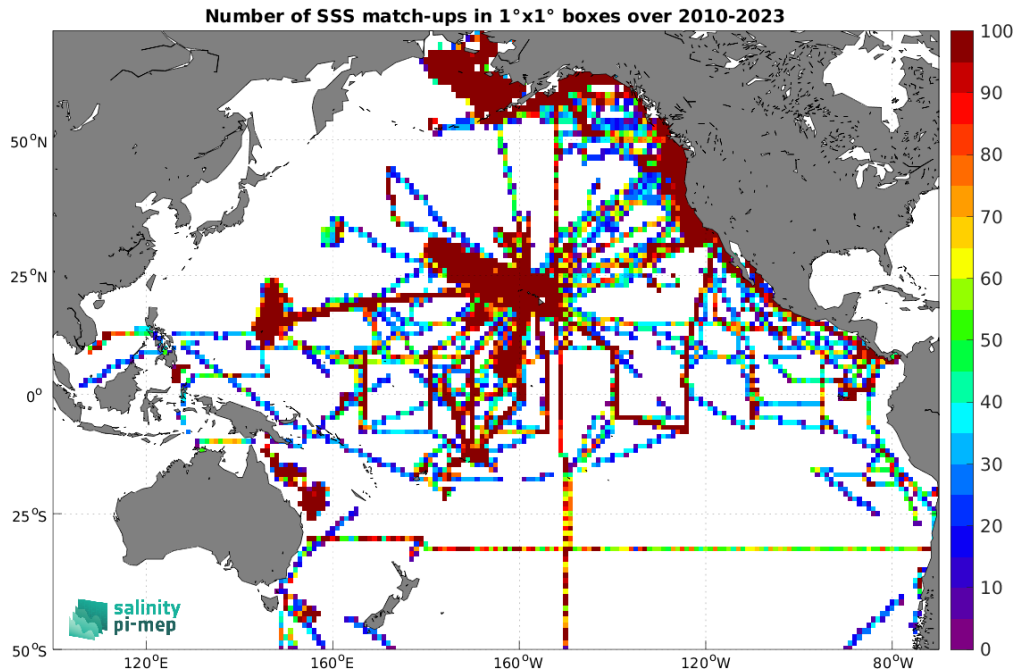 Number of SSS match-ups in 1°x1° boxes over 2010-2023
100
90
80
70
60
50
40
30
20
10
0
50°N
25°N
0°
25°S
50°S
120°E
160°E
160°W
120°W
80°W
salinity
pi-mep